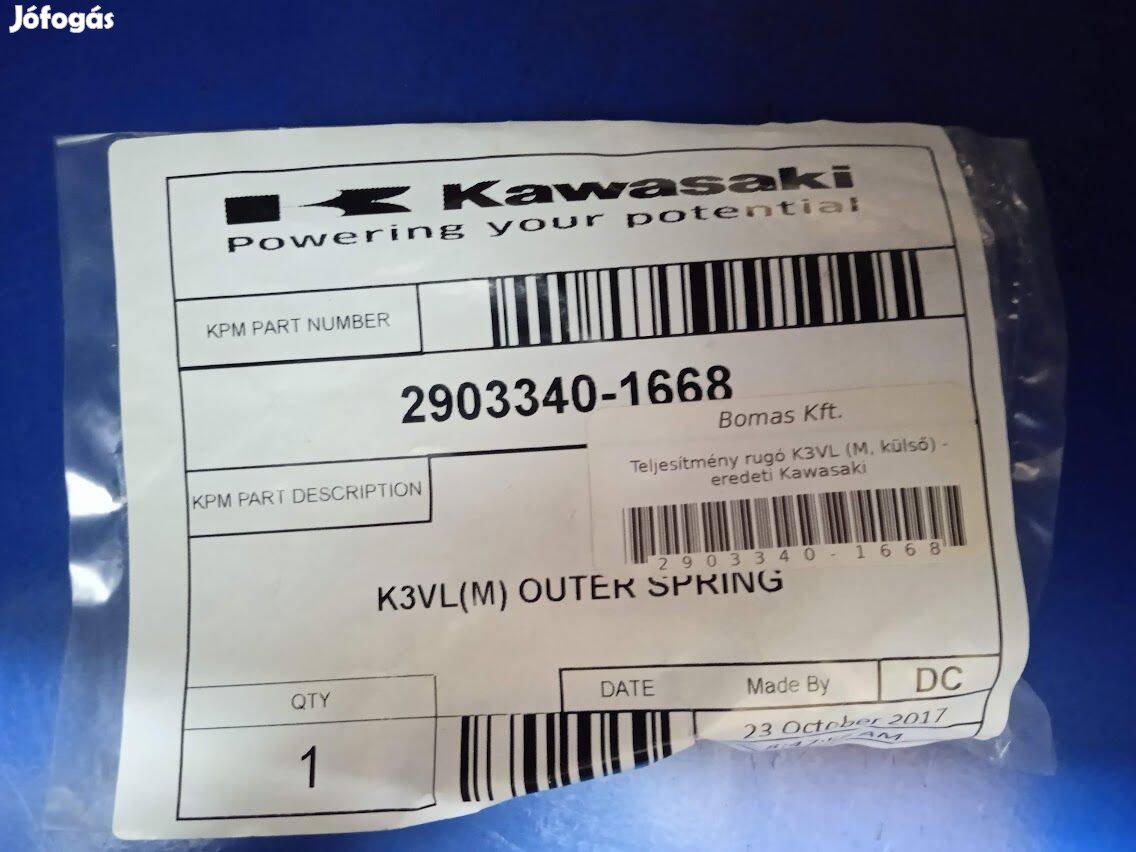 Jófogás
Kawasaki
Powering your potential
KPM PART NUMBER
2903340-1668
Bomas Kft.
Teljesítmény rugó K3VL (M, külső) -
eredeti Kawasaki
2903340-1668
KPM PART DESCRIPTION
K3VL(M) OUTER SPRING
QTY
DATE
Made By
DC
1
23 October 2017
AM